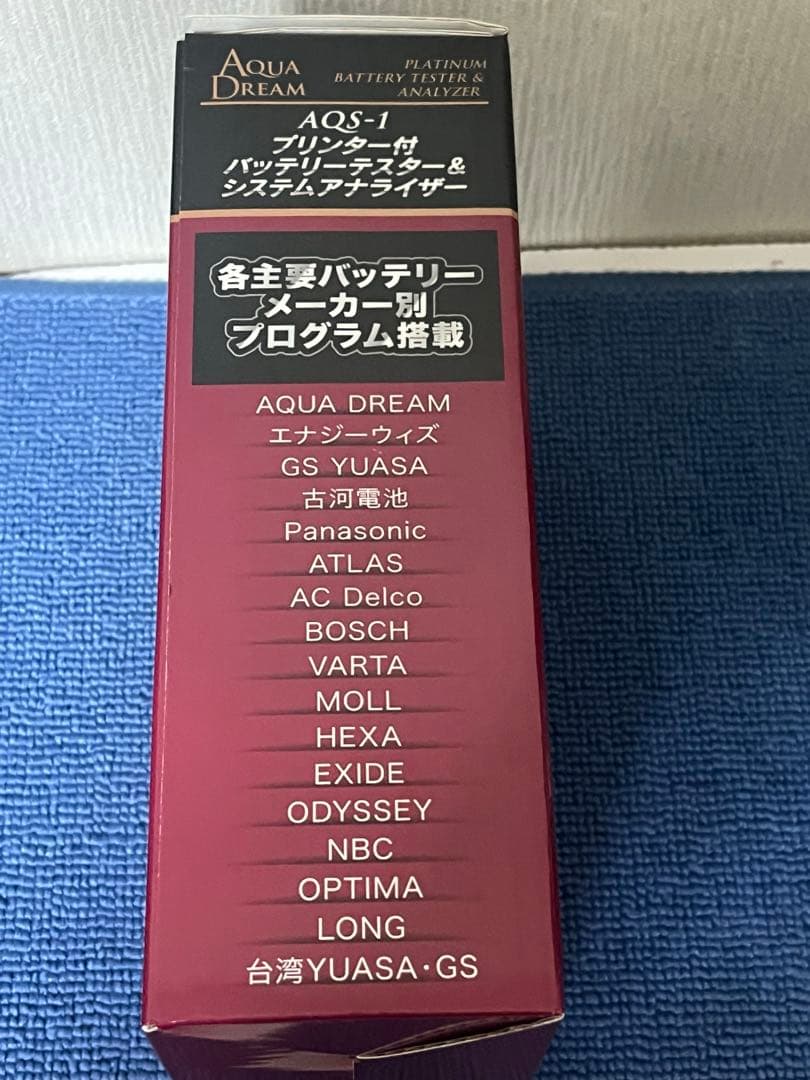 AQUA
DREAM
PLATINUM
BATTERY TESTER &
ANALYZER
AQS-1
プリンター付
バッテリーテスター&
システムアナライザー
各主要バッテリー
メーカー別
プログラム搭載
AQUA DREAM
エナジーウィズ
GS YUASA
古河電池
Panasonic
ATLAS
AC Delco
BOSCH
VARTA
MOLL
HEXA
EXIDE
ODYSSEY
NBC
OPTIMA
LONG
台湾YUASA・GS